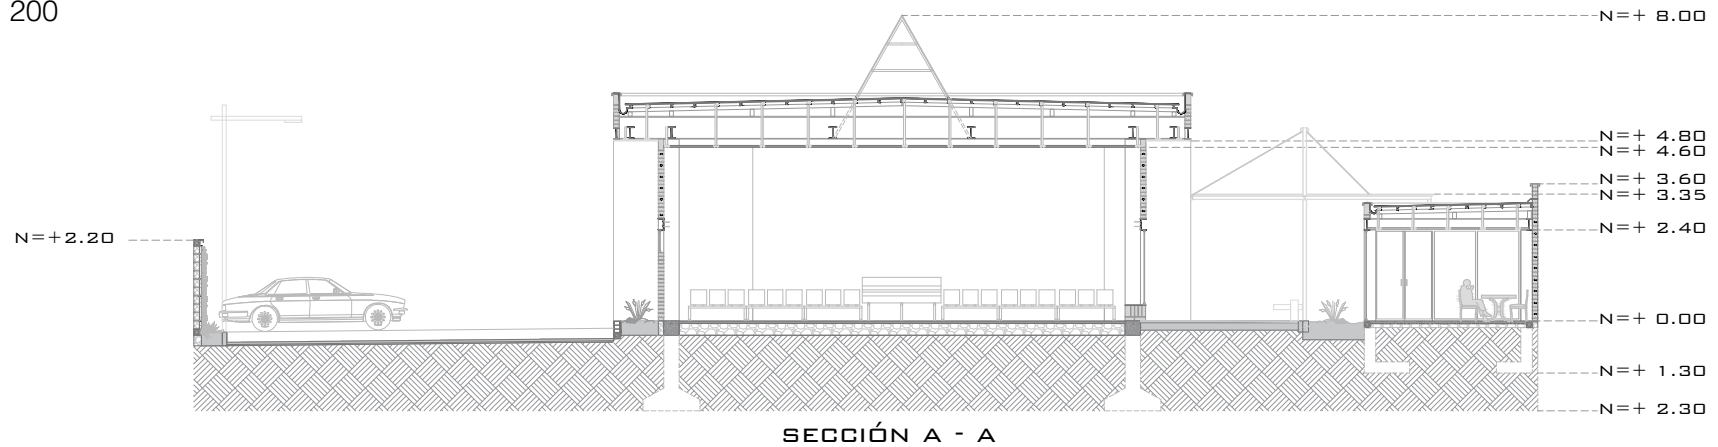 200
N=+ 8.00
N=+ 4.80
N=+ 4.60
N=+ 3.60
N=+ 3.35
N=+ 2.40
N=+2.20
N=+ 0.00
N=+ 1.30
N=+ 2.30
SECCIÓN A - A